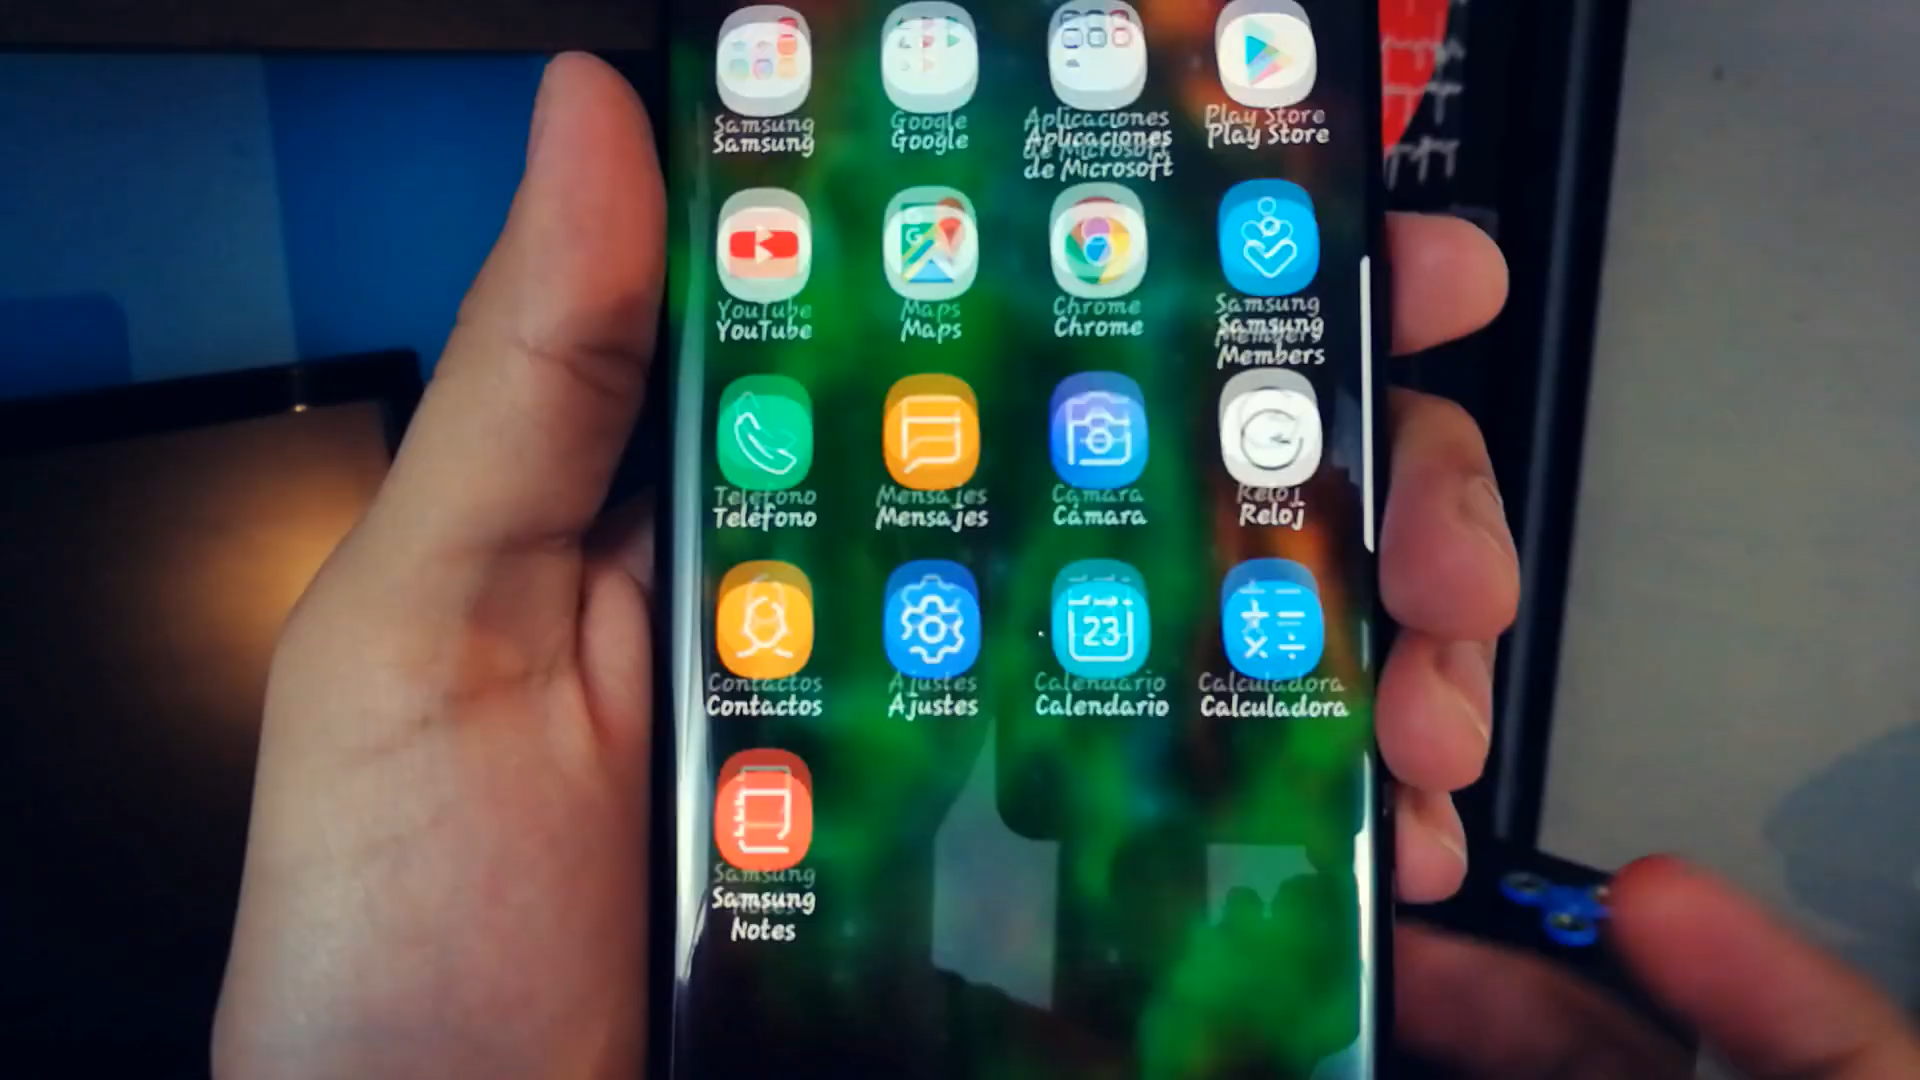 Samsung
Google
Aplicaciones
de Microsoft
Play Store
YouTube
Maps
Chrome
Samsung
Members
Teléfono
Mensajes
Cámara
Reloj
Contactos
Ajustes
23
Calendario
Calculadora
Samsung
Notes